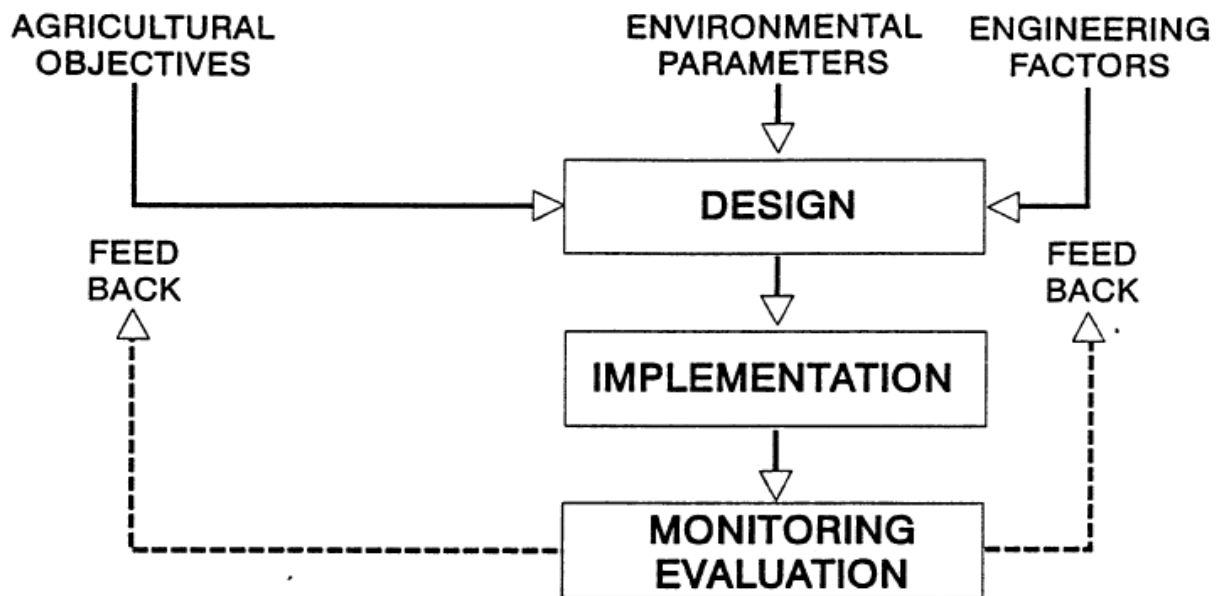 AGRICULTURAL
OBJECTIVES
ENVIRONMENTAL
PARAMETERS
ENGINEERING
FACTORS
DESIGN
FEED
BACK
FEED
BACK
IMPLEMENTATION
MONITORING
EVALUATION